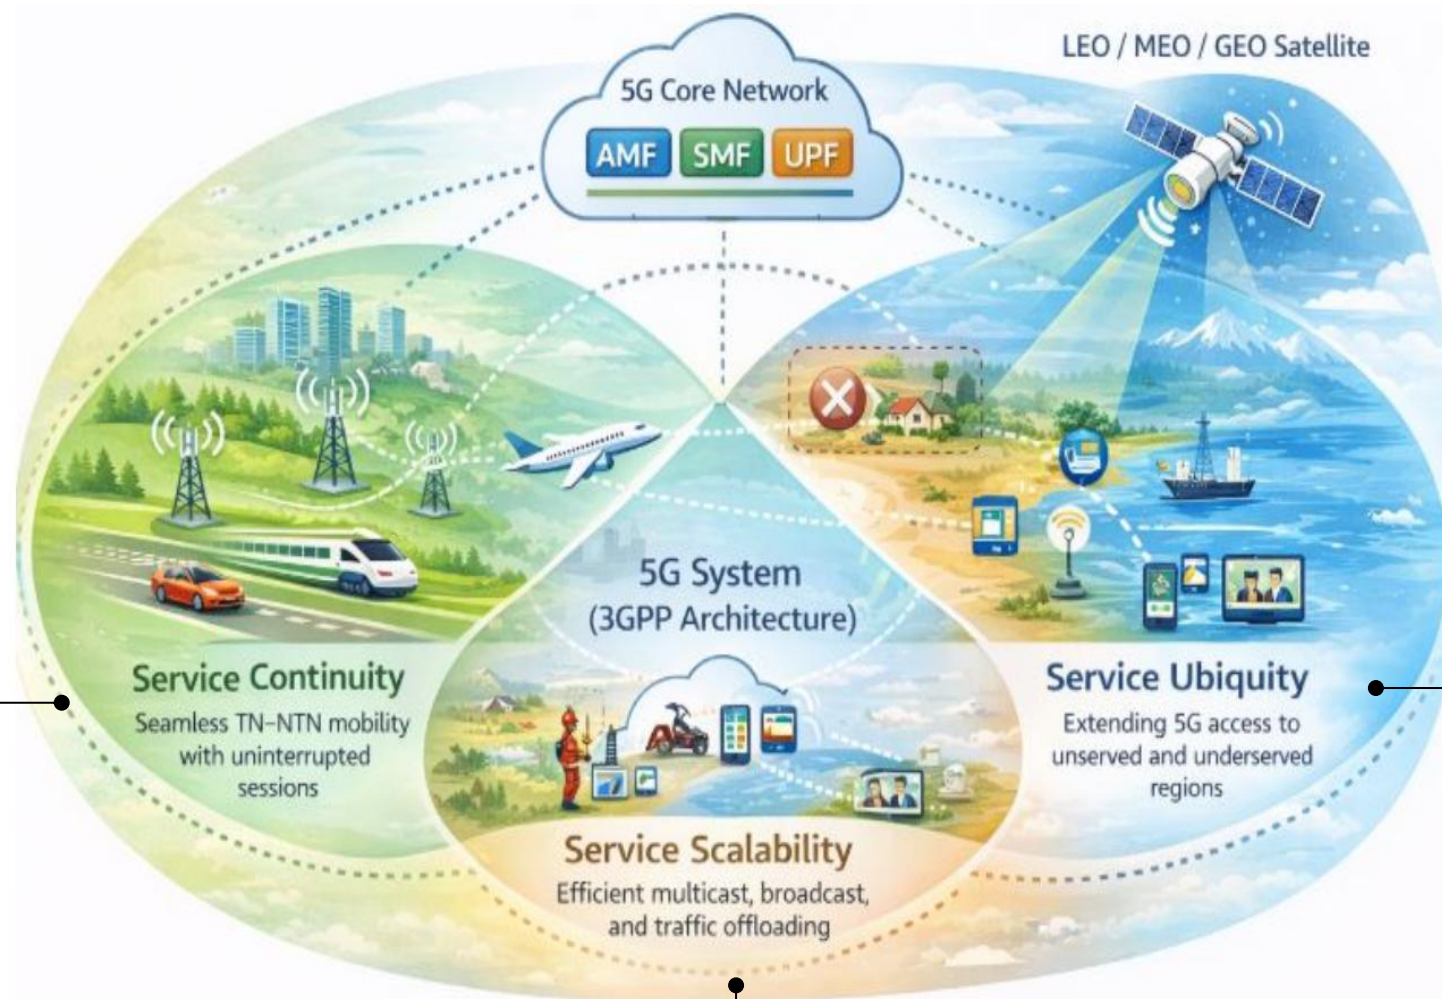 LEO / MEO / GEO Satellite
5G Core Network
AMF SMF UPF
5G System
(3GPP Architecture)
Service Continuity
Seamless TN–NTN mobility
with uninterrupted
sessions
Service Ubiquity
Extending 5G access to
unserved and underserved
regions
Service Scalability
Efficient multicast, broadcast,
and traffic offloading